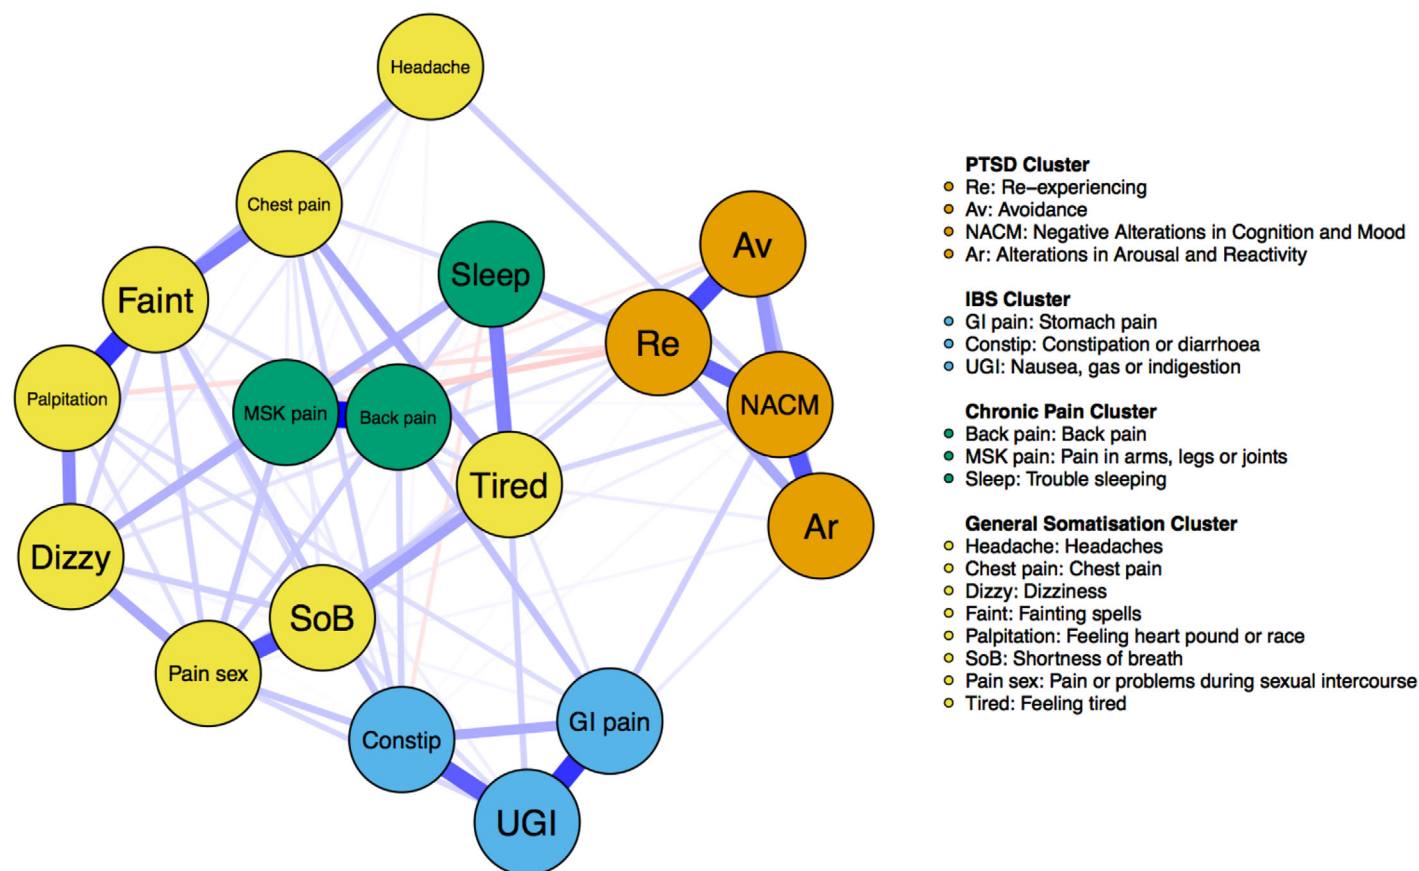 Headache
Chest pain
Sleep
Av
Faint
Re
Palpitation
MSK pain
Back pain
NACM
Tired
Ar
Dizzy
SoB
Pain sex
GI pain
Constip
UGI
PTSD Cluster
Re: Re−experiencing
Av: Avoidance
NACM: Negative Alterations in Cognition and Mood
Ar: Alterations in Arousal and Reactivity
IBS Cluster
GI pain: Stomach pain
Constip: Constipation or diarrhoea
UGI: Nausea, gas or indigestion
Chronic Pain Cluster
Back pain: Back pain
MSK pain: Pain in arms, legs or joints
Sleep: Trouble sleeping
General Somatisation Cluster
Headache: Headaches
Chest pain: Chest pain
Dizzy: Dizziness
Faint: Fainting spells
Palpitation: Feeling heart pound or race
SoB: Shortness of breath
Pain sex: Pain or problems during sexual intercourse
Tired: Feeling tired